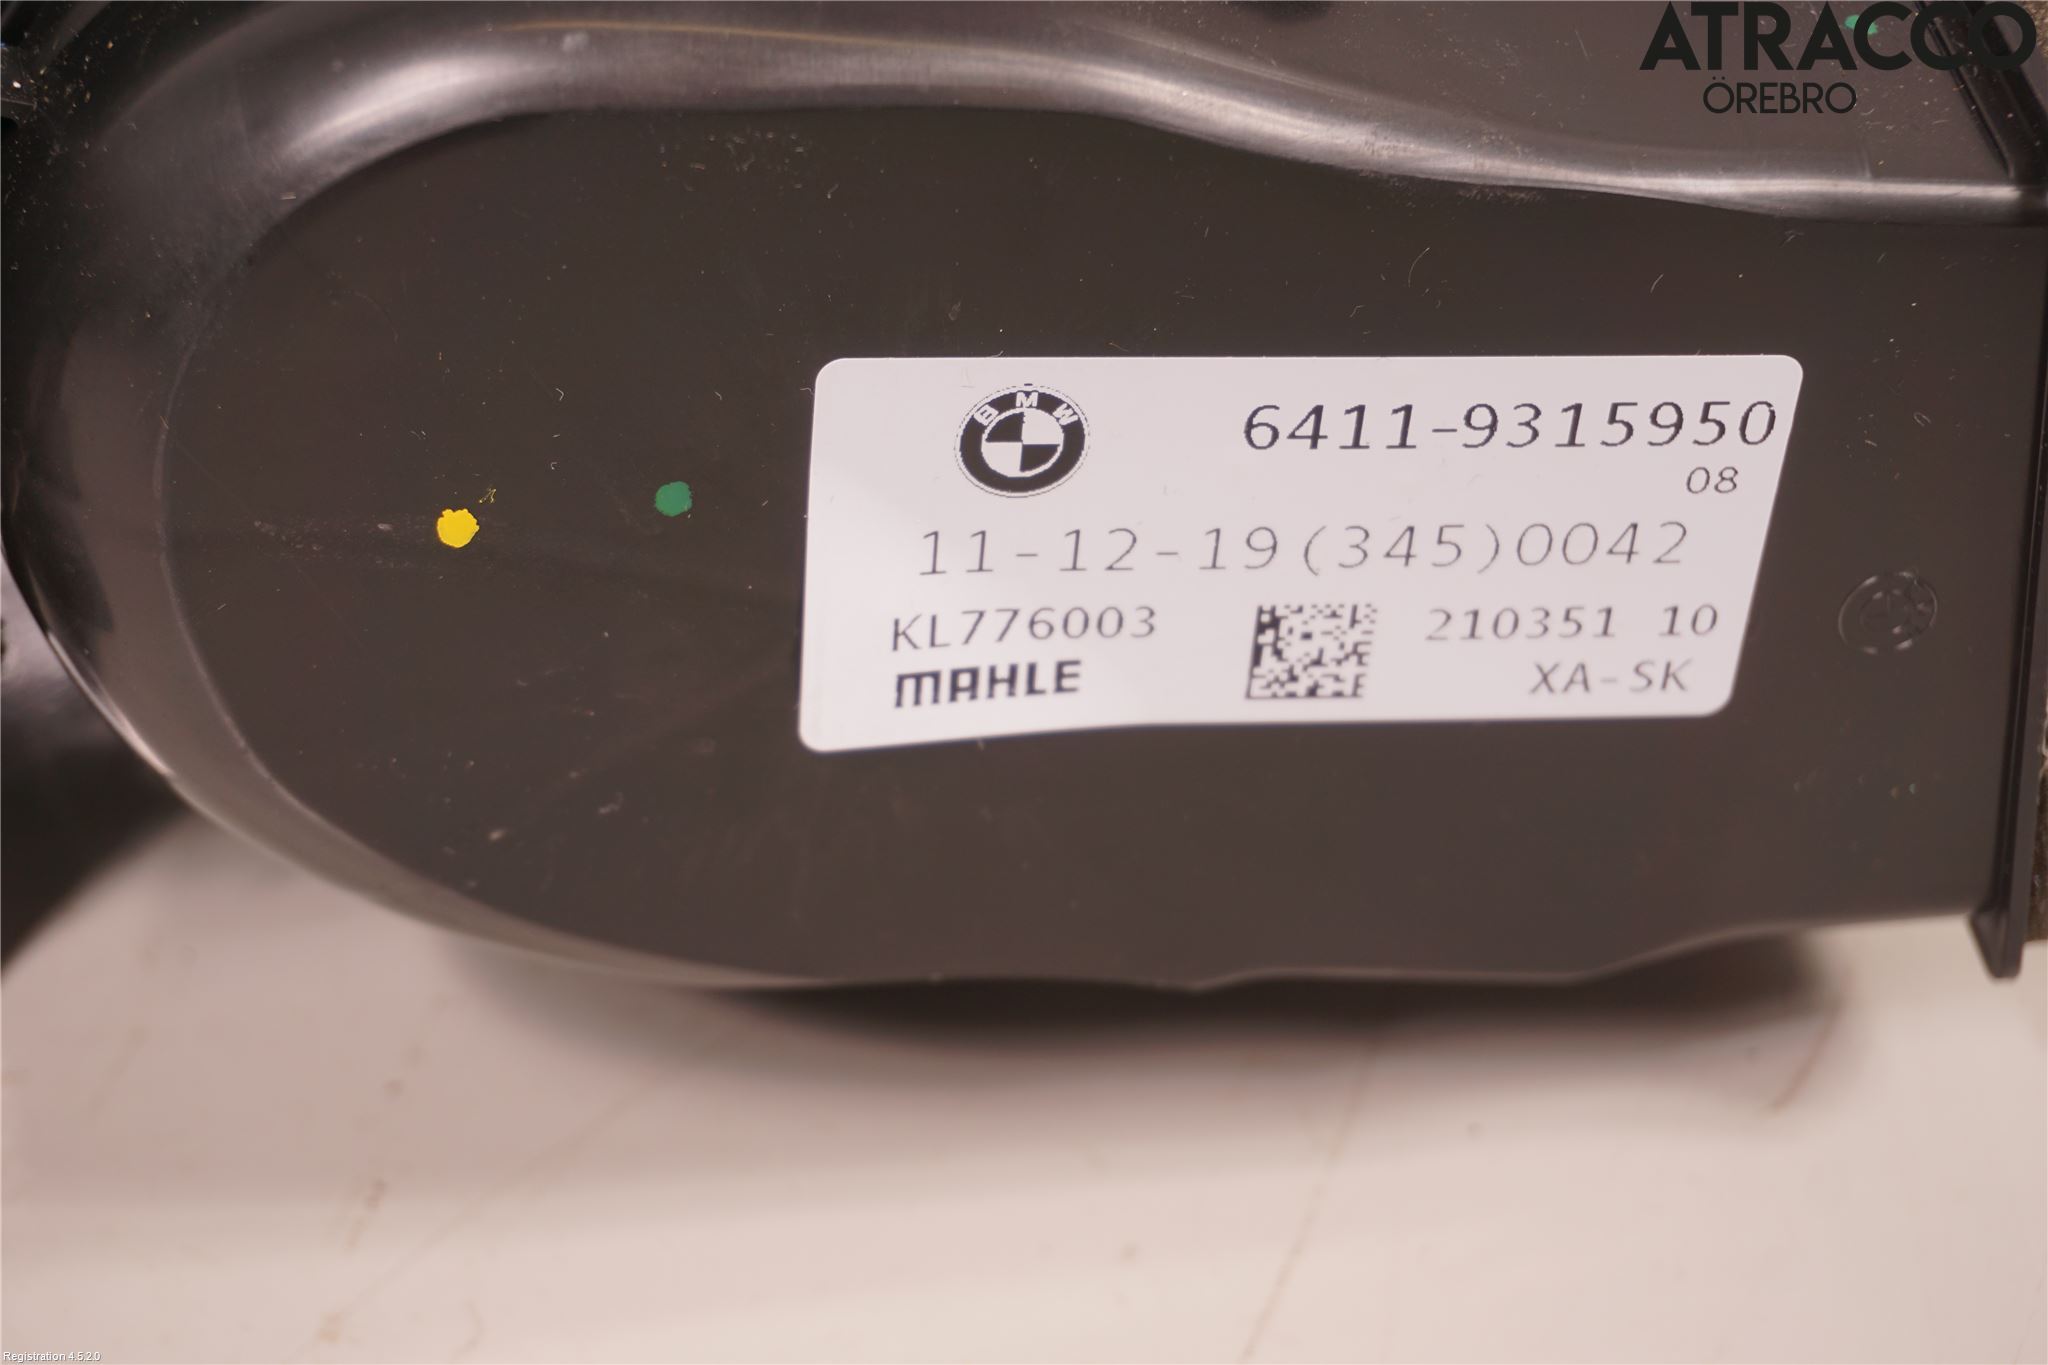 ATRACCO
ÖREBRO
BMW
6411-9315950
08
11-12-19(345)0042
KL776003
210351 10
MAHLE
XA-SK
Registration 4.5.2.0